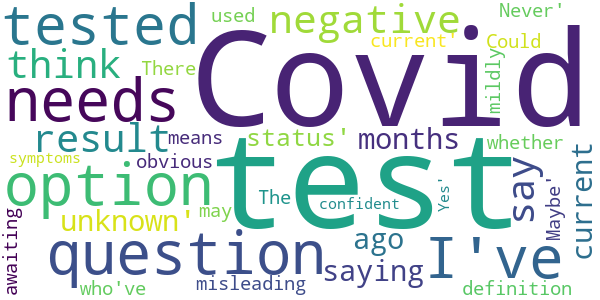 tested
used
negative
Never'
current'
Could
think
There
Covid
mildly
needs
result
means
status'
months
whether
symptoms
obvious
test
option
The
confident
Yes'
say
Maybe'
current
may
unknown'
awaiting
question
ago
I've
saying
misleading
who've
definition